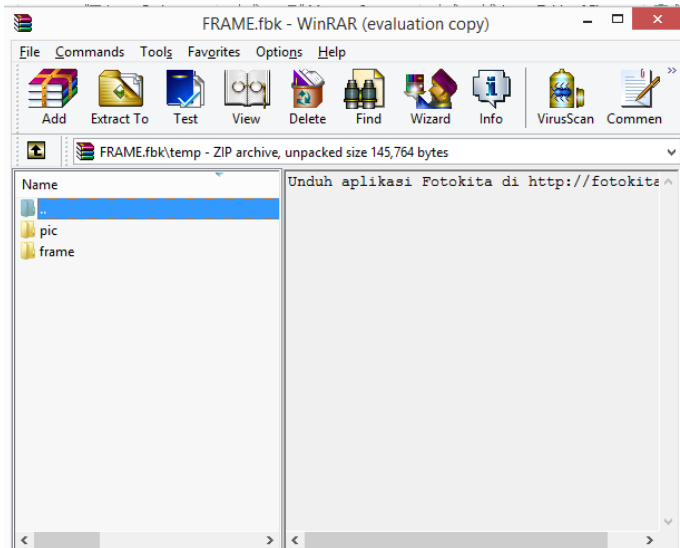 FRAME.fbk - WinRAR (evaluation copy)
File Commands Tools Favorites Options Help
Add Extract To Test View Delete Find Wizard Info VirusScan Commen
FRAME.fbk\temp - ZIP archive, unpacked size 145,764 bytes
Name
..
pic
frame
Unduh aplikasi Fotokita di http://fotokita